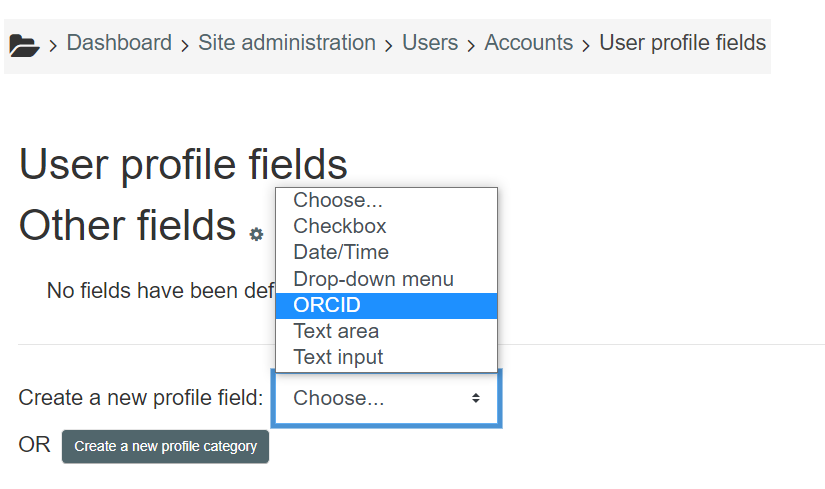 Dashboard > Site administration > Users > Accounts > User profile fields
User profile fields
Other fields
Choose...
Checkbox
Date/Time
Drop-down menu
No fields have been def
ORCID
Text area
Text input
Create a new profile field: Choose...
OR Create a new profile category